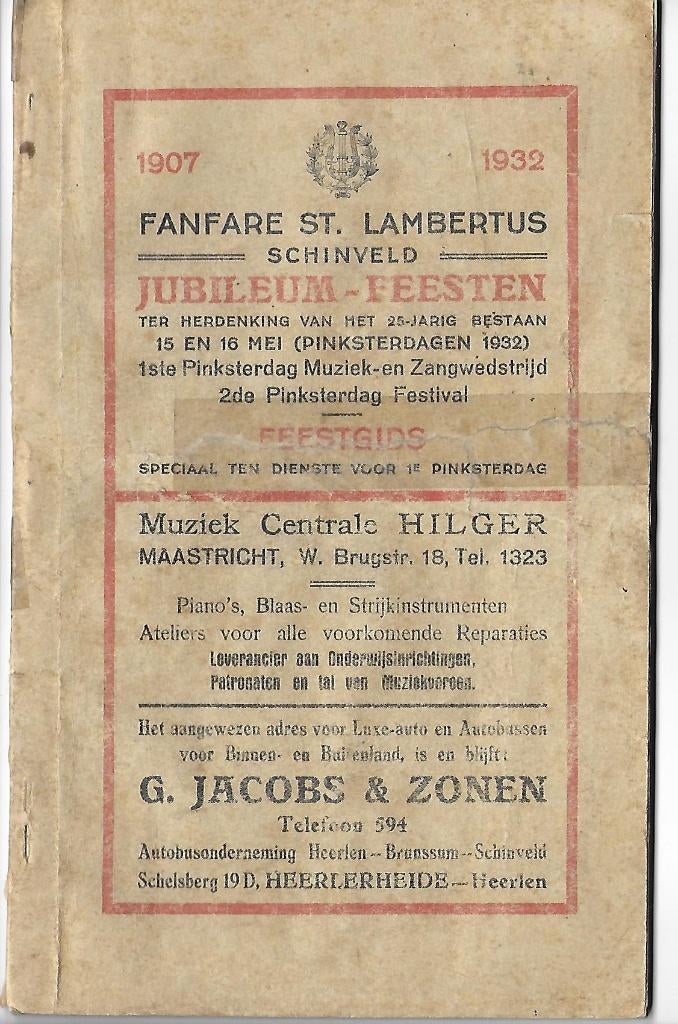 1907 1932
FANFARE ST. LAMBERTUS
SCHINVELD
JUBILEUM-FEESTEN
TER HERDENKING VAN HET 25-JARIG BESTAAN
15 EN 16 MEI (PINKSTERDAGEN 1932)
1ste Pinksterdag Muziek-en Zangwedstrijd
2de Pinksterdag Festival
FEESTGIDS
SPECIAAL TEN DIENSTE VOOR 1E PINKSTERDAG
Muziek Centrale HILGER
MAASTRICHT, W. Brugstr. 18, Tel. 1323
Piano's, Blaas- en Strijkinstrumenten
Ateliers voor alle voorkomende Reparaties
Leverancier aan Onderwijsinrichtingen,
Patronaten en tal van Muziekvereen.
Het aangewezen adres voor Luxe-auto en Autobussen
voor Binnen- en Buitenland, is en blijft:
G. JACOBS & ZONEN
Telefoon 594
Autobusonderneming Heerlen-Brunssum-Schinveld
Schelsberg 19 D, HEERLERHEIDE-Heerlen